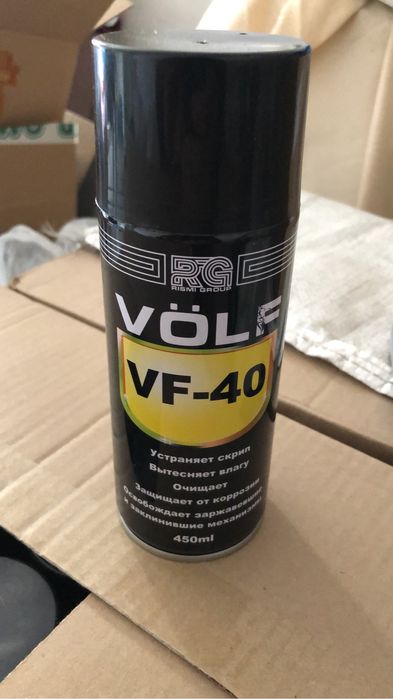 RG
RISMI GROUP
VÖLF
VF-40
Устраняет скрип
Вытесняет влагу
Очищает
Защищает от коррозии
Освобождает заржавевшие
и заклинившие механизмы
450ml